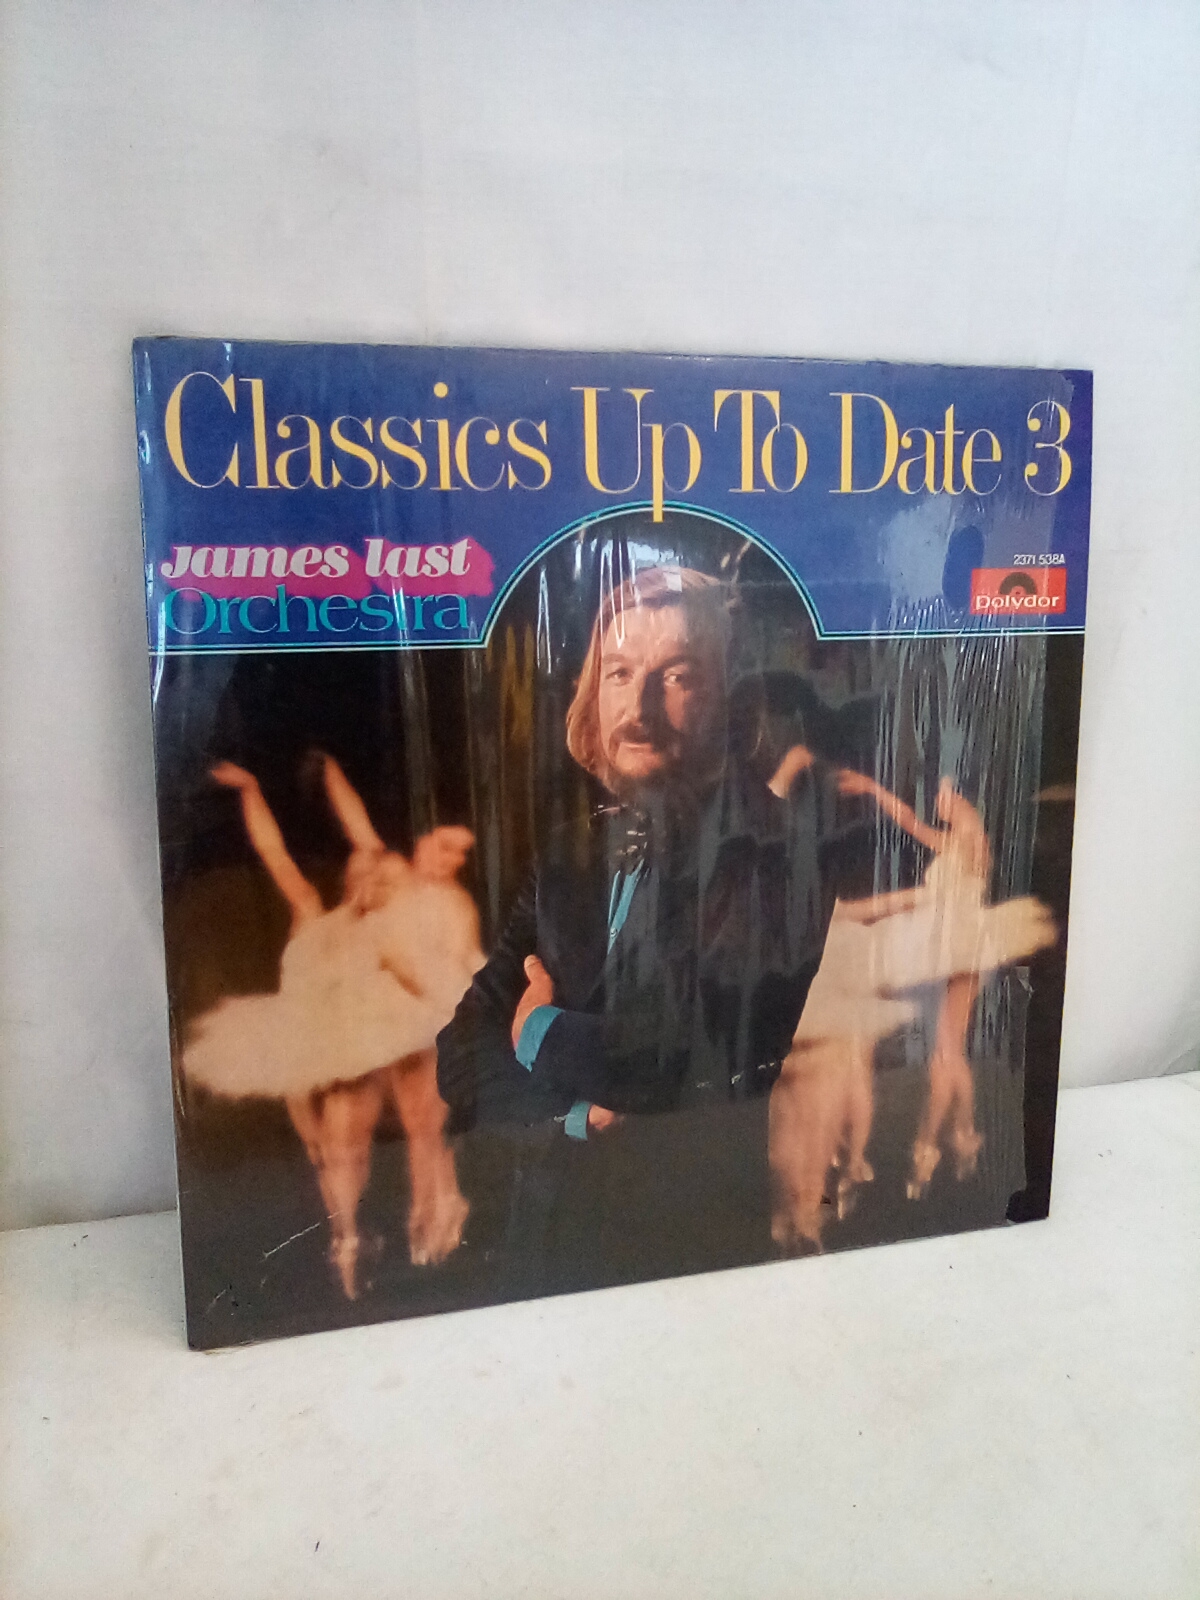 Classics Up To Date 3
James last
Orchestra
2371 538A
Polydor